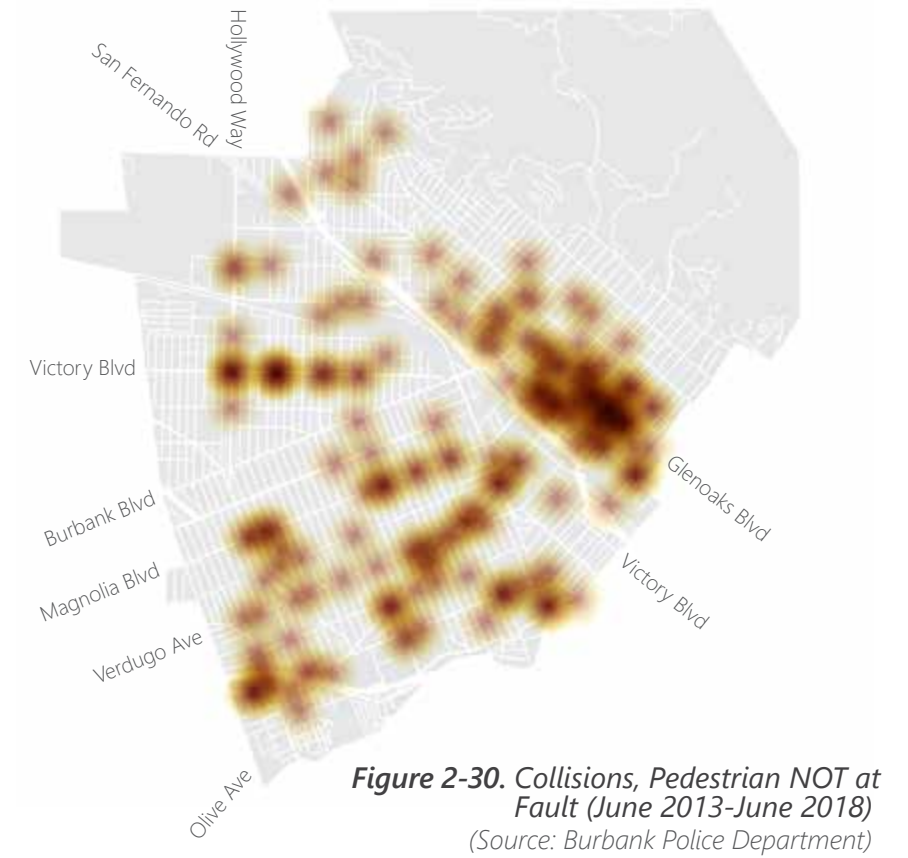 Hollywood Way
San Fernando Rd
Victory Blvd
Burbank Blvd
Glenoaks Blvd
Magnolia Blvd
Victory Blvd
Verdugo Ave
Olive Ave
Figure 2-30. Collisions, Pedestrian NOT at
Fault (June 2013-June 2018)
(Source: Burbank Police Department)